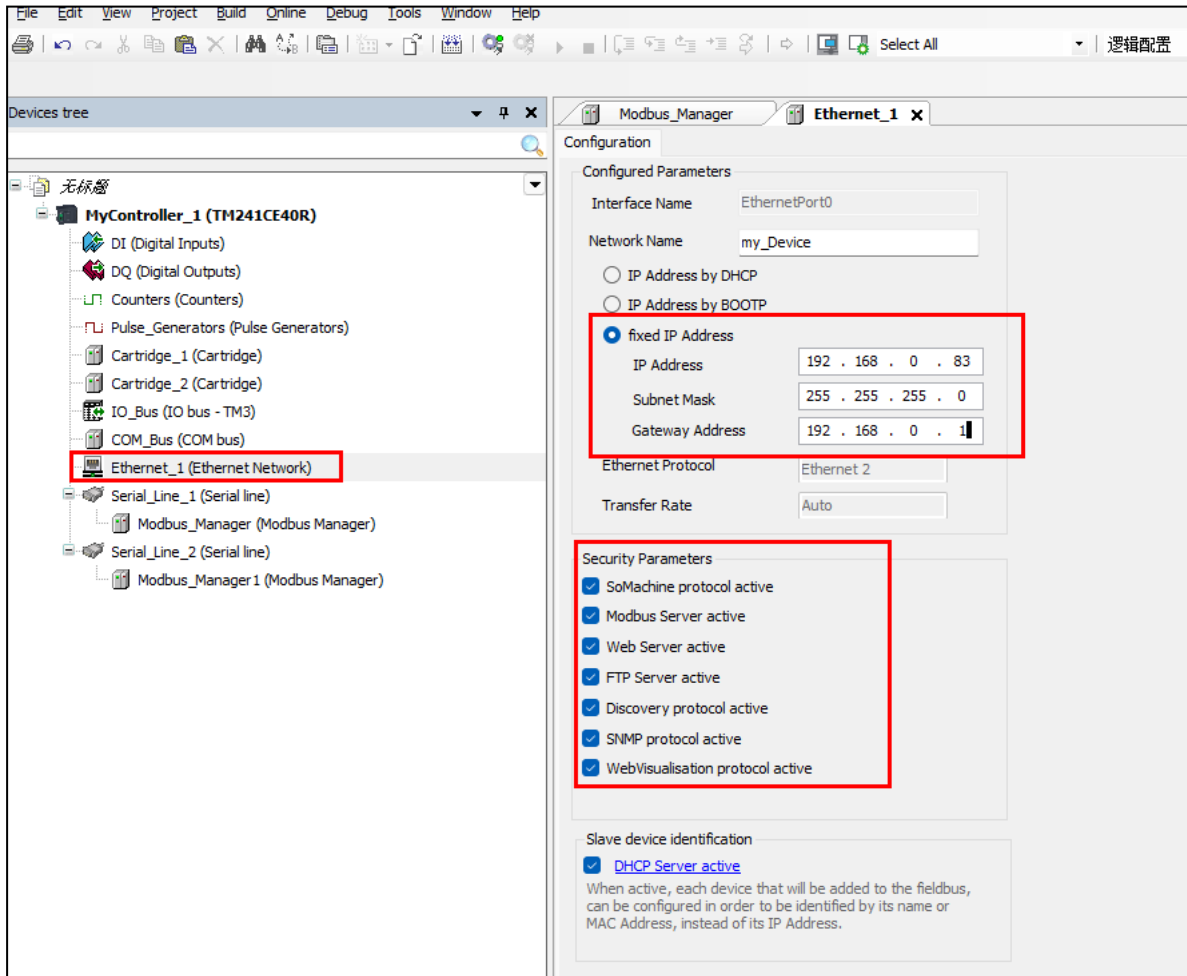 File Edit View Project Build Online Debug Tools Window Help
Select All 逻辑配置
Devices tree
Modbus_Manager Ethernet_1
Configuration
无标题
MyController_1 (TM241CE40R)
DI (Digital Inputs)
DQ (Digital Outputs)
Counters (Counters)
Pulse_Generators (Pulse Generators)
Cartridge_1 (Cartridge)
Cartridge_2 (Cartridge)
IO_Bus (IO bus - TM3)
COM_Bus (COM bus)
Ethernet_1 (Ethernet Network)
Serial_Line_1 (Serial line)
Modbus_Manager (Modbus Manager)
Serial_Line_2 (Serial line)
Modbus_Manager1 (Modbus Manager)
Configured Parameters
Interface Name EthernetPort0
Network Name my_Device
IP Address by DHCP
IP Address by BOOTP
fixed IP Address
IP Address 192 . 168 . 0 . 83
Subnet Mask 255 . 255 . 255 . 0
Gateway Address 192 . 168 . 0 . 1
Ethernet Protocol Ethernet 2
Transfer Rate Auto
Security Parameters
SoMachine protocol active
Modbus Server active
Web Server active
FTP Server active
Discovery protocol active
SNMP protocol active
WebVisualisation protocol active
Slave device identification
DHCP Server active
When active, each device that will be added to the fieldbus,
can be configured in order to be identified by its name or
MAC Address, instead of its IP Address.